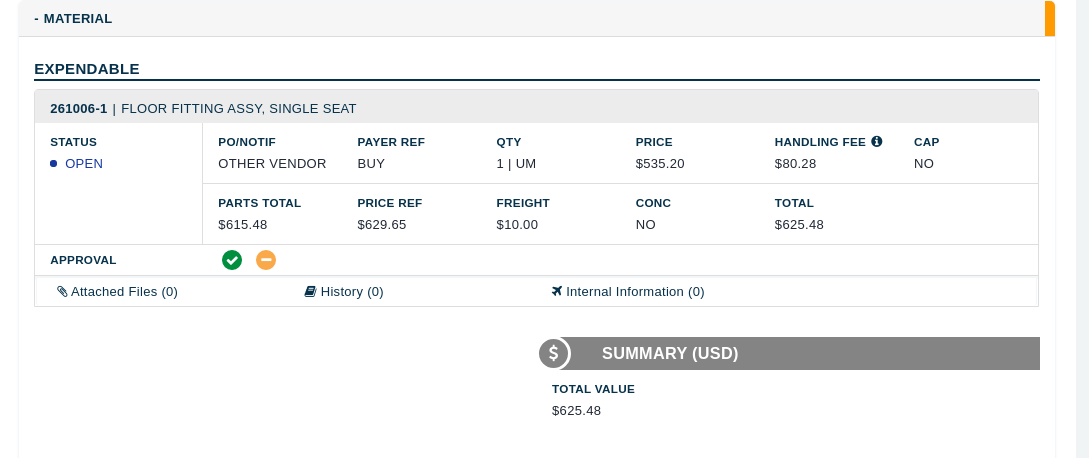 - MATERIAL
EXPENDABLE
261006-1 | FLOOR FITTING ASSY, SINGLE SEAT
STATUS PO/NOTIF PAYER REF QTY PRICE HANDLING FEE CAP
OPEN OTHER VENDOR BUY 1 | UM $535.20 $80.28 NO
PARTS TOTAL PRICE REF FREIGHT CONC TOTAL
$615.48 $629.65 $10.00 NO $625.48
APPROVAL
Attached Files (0) History (0) Internal Information (0)
$ SUMMARY (USD)
TOTAL VALUE
$625.48